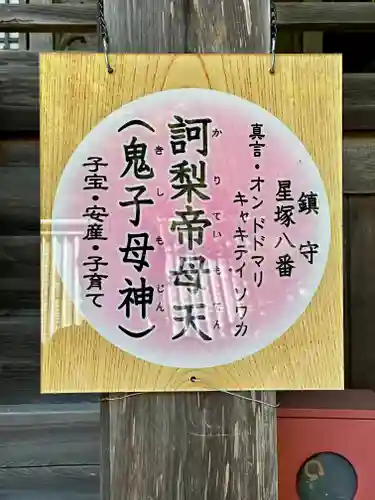 鎮守
星塚八番
真言・オンドドマリ
キャキテイソワカ
訶梨帝母天
かりていもてん
（鬼子母神）
きしもじん
子宝・安産・子育て